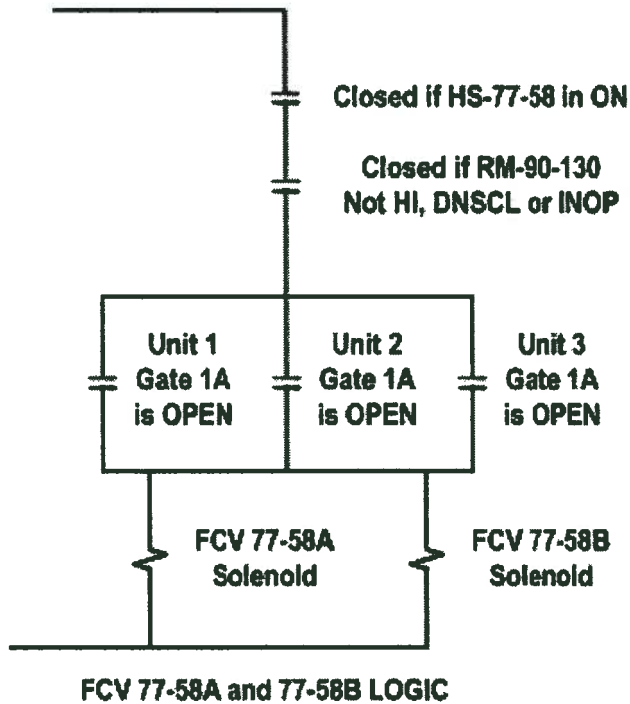 Closed if HS-77-58 in ON
Closed if RM-90-130
Not HI, DNSCL or INOP
Unit 1
Gate 1A
is OPEN
Unit 2
Gate 1A
is OPEN
Unit 3
Gate 1A
is OPEN
FCV 77-58A
Solenoid
FCV 77-58B
Solenoid
FCV 77-58A and 77-58B LOGIC